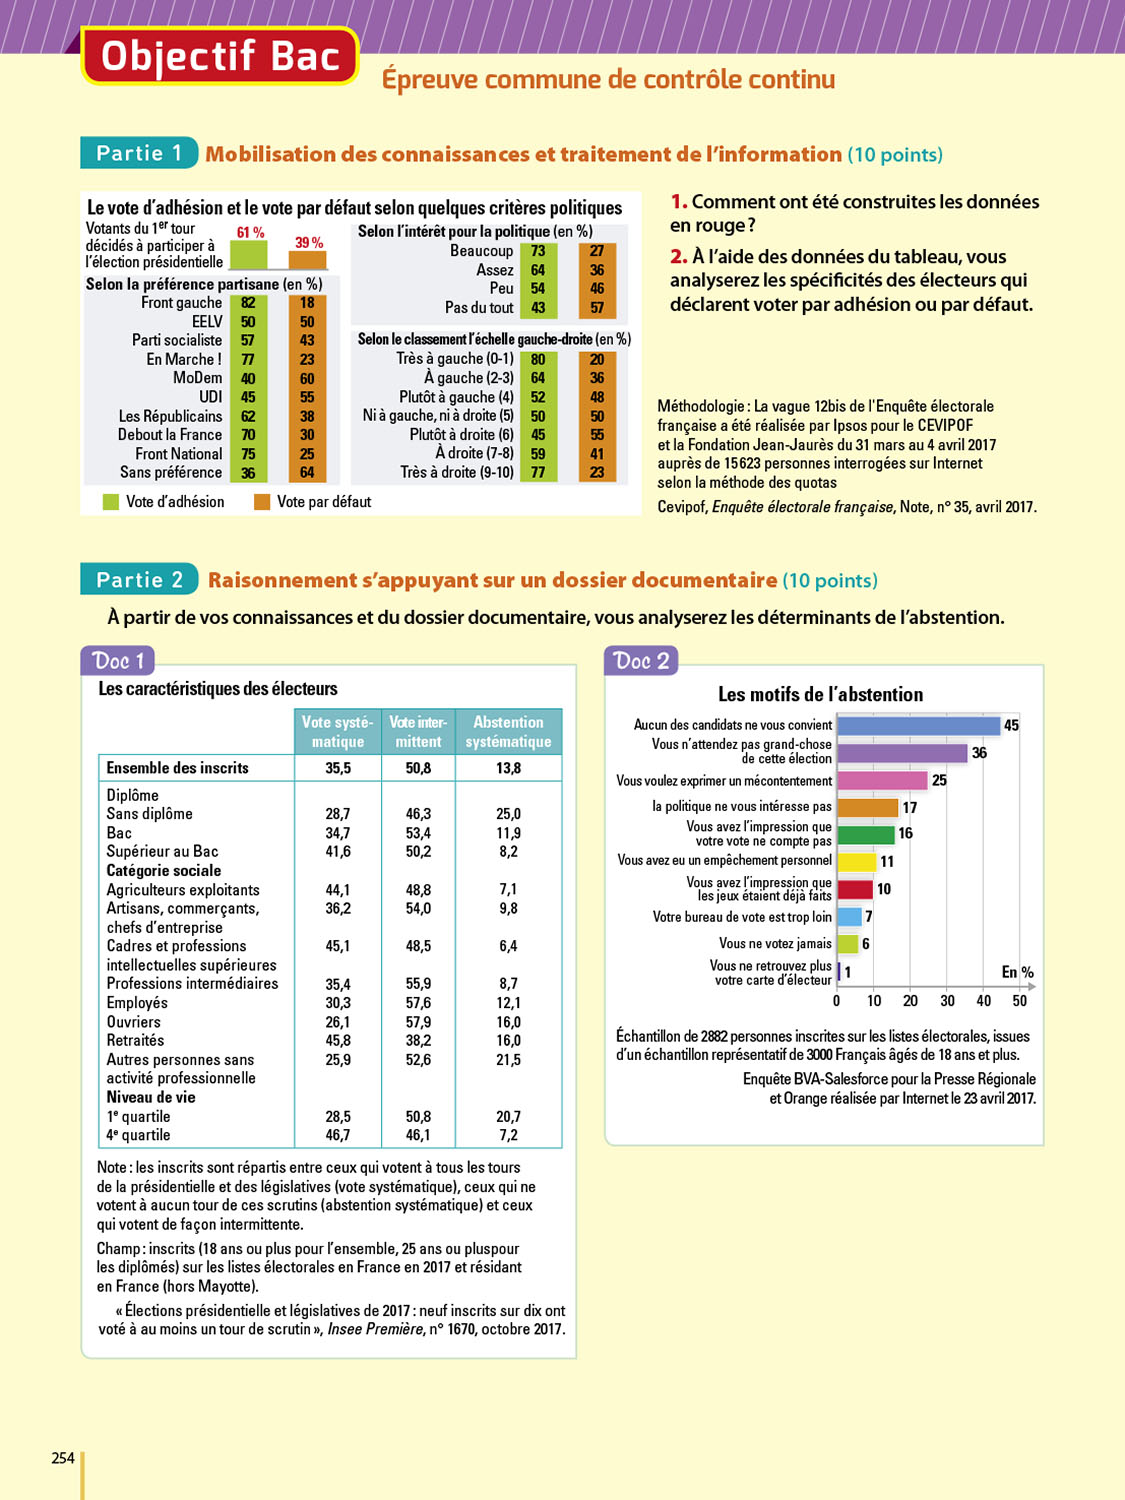 Objectif Bac
Épreuve commune de contrôle continu
Partie 1 Mobilisation des connaissances et traitement de l'information (10 points)
Le vote d'adhésion et le vote par défaut selon quelques critères politiques
Votants du 1er tour
décidés à participer à
l'élection présidentielle
61 %
39 %
Selon la préférence partisane (en %)
Front gauche 82 18
EELV 50 50
Parti socialiste 57 43
En Marche ! 77 23
MoDem 40 60
UDI 45 55
Les Républicains 62 38
Debout la France 70 30
Front National 75 25
Sans préférence 36 64
Selon l'intérêt pour la politique (en %)
Beaucoup 73 27
Assez 64 36
Peu 54 46
Pas du tout 43 57
Selon le classement l'échelle gauche-droite (en %)
Très à gauche (0-1) 80 20
À gauche (2-3) 64 36
Plutôt à gauche (4) 52 48
Ni à gauche, ni à droite (5) 50 50
Plutôt à droite (6) 45 55
À droite (7-8) 59 41
Très à droite (9-10) 77 23
Vote d'adhésion Vote par défaut
1. Comment ont été construites les données
en rouge ?
2. À l'aide des données du tableau, vous
analyserez les spécificités des électeurs qui
déclarent voter par adhésion ou par défaut.
Méthodologie : La vague 12bis de l'Enquête électorale
française a été réalisée par Ipsos pour le CEVIPOF
et la Fondation Jean-Jaurès du 31 mars au 4 avril 2017
auprès de 15 623 personnes interrogées sur Internet
selon la méthode des quotas
Cevipof, Enquête électorale française, Note, n° 35, avril 2017.
Partie 2 Raisonnement s'appuyant sur un dossier documentaire (10 points)
À partir de vos connaissances et du dossier documentaire, vous analyserez les déterminants de l'abstention.
Doc 1
Les caractéristiques des électeurs
Vote systé- Vote inter- Abstention
matique mittent systématique
Ensemble des inscrits 35,5 50,8 13,8
Diplôme
Sans diplôme 28,7 46,3 25,0
Bac 34,7 53,4 11,9
Supérieur au Bac 41,6 50,2 8,2
Catégorie sociale
Agriculteurs exploitants 44,1 48,8 7,1
Artisans, commerçants, 36,2 54,0 9,8
chefs d'entreprise
Cadres et professions 45,1 48,5 6,4
intellectuelles supérieures
Professions intermédiaires 35,4 55,9 8,7
Employés 30,3 57,6 12,1
Ouvriers 26,1 57,9 16,0
Retraités 45,8 38,2 16,0
Autres personnes sans 25,9 52,6 21,5
activité professionnelle
Niveau de vie
1e quartile 28,5 50,8 20,7
4e quartile 46,7 46,1 7,2
Note : les inscrits sont répartis entre ceux qui votent à tous les tours
de la présidentielle et des législatives (vote systématique), ceux qui ne
votent à aucun tour de ces scrutins (abstention systématique) et ceux
qui votent de façon intermittente.
Champ : inscrits (18 ans ou plus pour l'ensemble, 25 ans ou pluspour
les diplômés) sur les listes électorales en France en 2017 et résidant
en France (hors Mayotte).
« Élections présidentielle et législatives de 2017 : neuf inscrits sur dix ont
voté à au moins un tour de scrutin », Insee Première, n° 1670, octobre 2017.
Doc 2
Les motifs de l'abstention
Aucun des candidats ne vous convient 45
Vous n'attendez pas grand-chose
de cette élection 36
Vous voulez exprimer un mécontentement 25
la politique ne vous intéresse pas 17
Vous avez l'impression que
votre vote ne compte pas 16
Vous avez eu un empêchement personnel 11
Vous avez l'impression que
les jeux étaient déjà faits 10
Votre bureau de vote est trop loin 7
Vous ne votez jamais 6
Vous ne retrouvez plus
votre carte d'électeur 1
En %
0 10 20 30 40 50
Échantillon de 2882 personnes inscrites sur les listes électorales, issues
d'un échantillon représentatif de 3000 Français âgés de 18 ans et plus.
Enquête BVA-Salesforce pour la Presse Régionale
et Orange réalisée par Internet le 23 avril 2017.
254